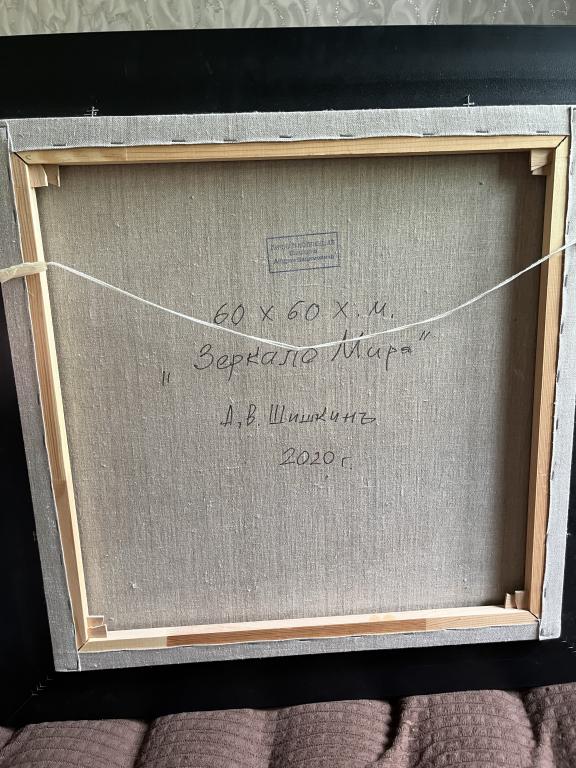 60 х 60 х.м.
„Зеркало Мира"
А.В. Шишкинъ
2020 г.